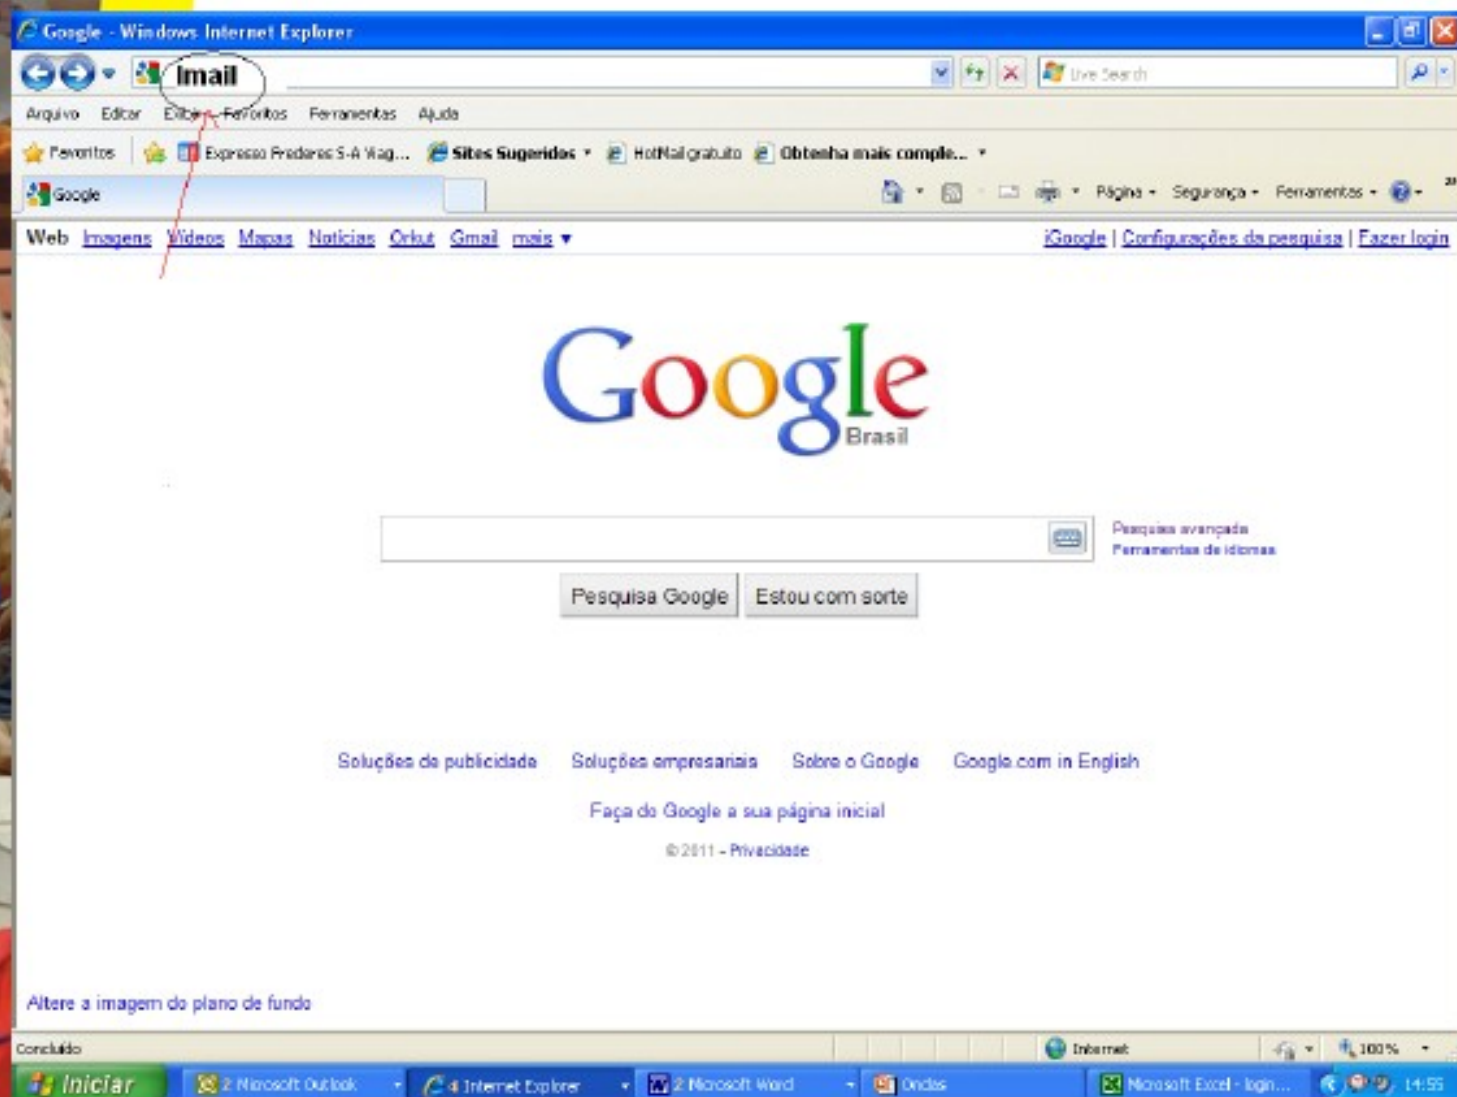 Google - Windows Internet Explorer
Imail
Live Search
Arquivo Editar Exibir Favoritos Ferramentas Ajuda
Favoritos Expresso Frederes S-A Viag... Sites Sugeridos HotMail gratuito Obtenha mais comple...
Google Página Segurança Ferramentas
Web Imagens Vídeos Mapas Notícias Orkut Gmail mais ▼ iGoogle | Configurações da pesquisa | Fazer login
Google
Brasil
Pesquisa avançada
Ferramentas de idiomas
Pesquisa Google Estou com sorte
Soluções de publicidade Soluções empresariais Sobre o Google Google.com in English
Faça do Google a sua página inicial
© 2011 - Privacidade
Altere a imagem do plano de fundo
Concluído Internet 100%
Iniciar 2 Microsoft Outlook 4 Internet Explorer 2 Microsoft Word Ondas Microsoft Excel - login... 14:55